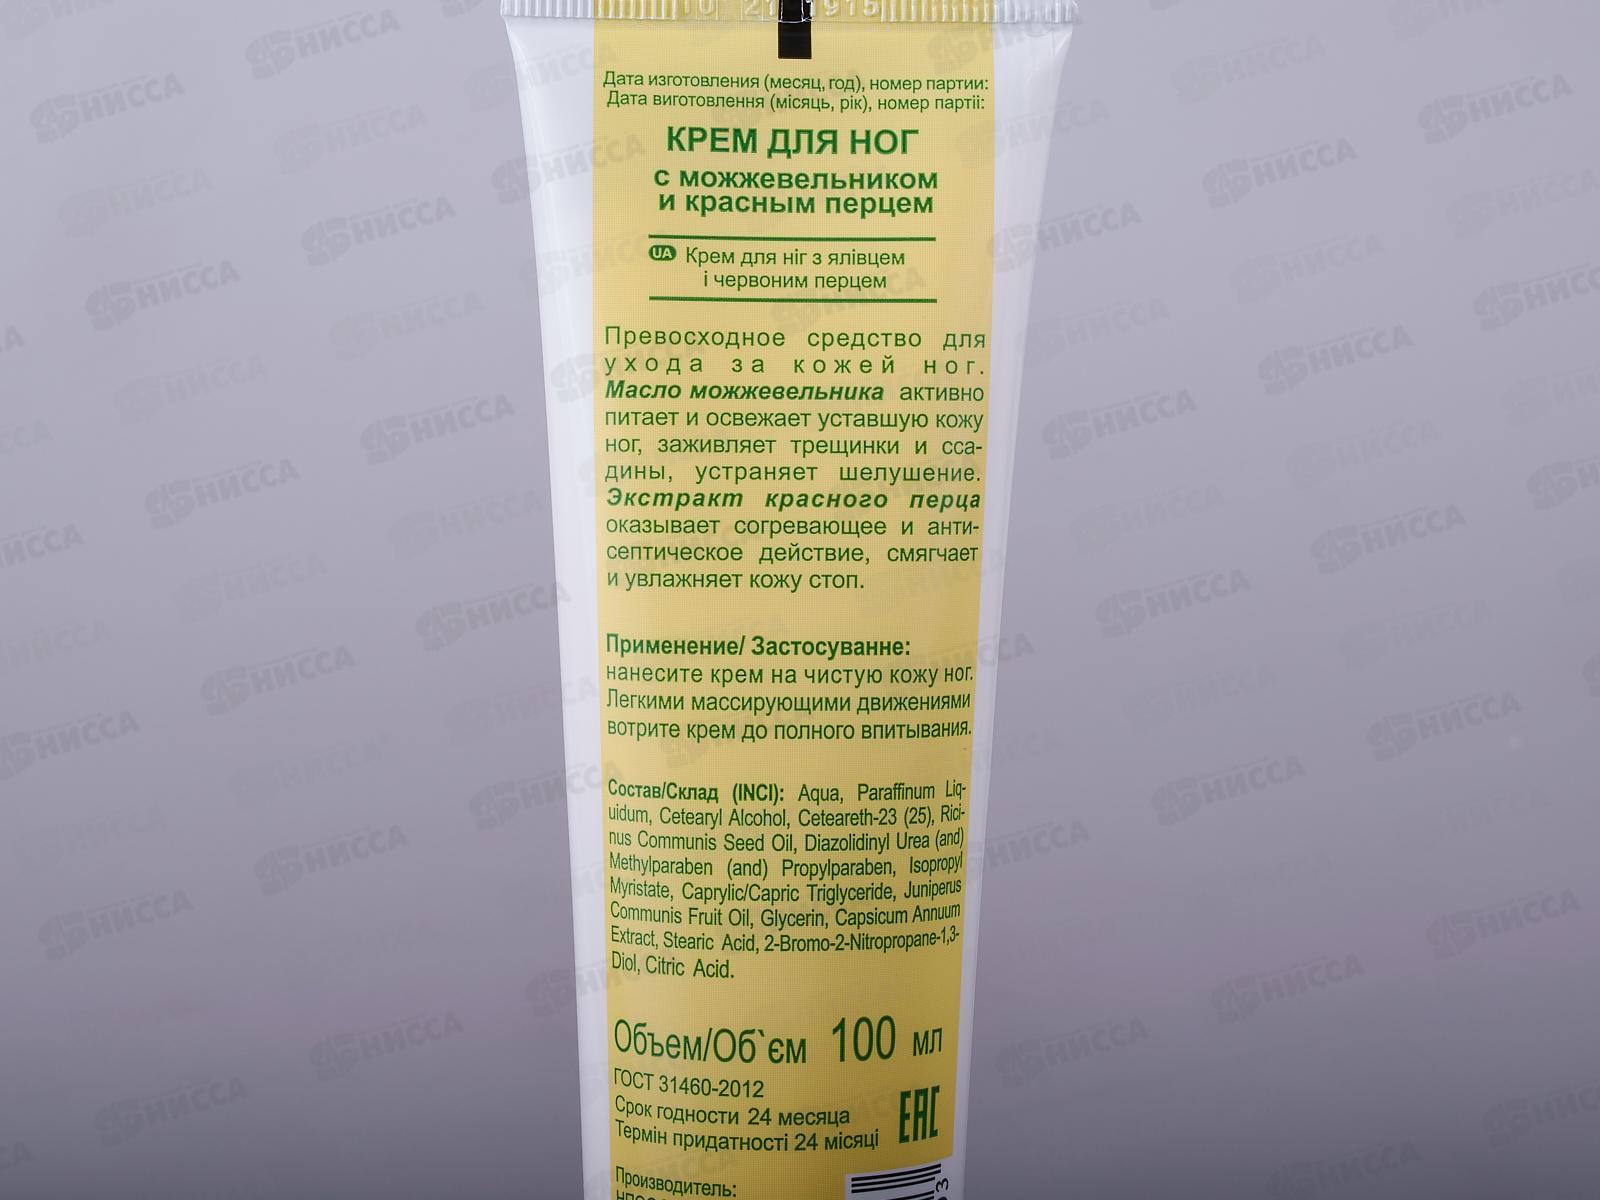 10 21 1915
Дата изготовления (месяц, год), номер партии:
Дата виготовлення (місяць, рік), номер партії:
КРЕМ ДЛЯ НОГ
с можжевельником
и красным перцем
UA Крем для ніг з ялівцем
і червоним перцем
Превосходное средство для
ухода за кожей ног.
Масло можжевельника активно
питает и освежает уставшую кожу
ног, заживляет трещинки и сса-
дины, устраняет шелушение.
Экстракт красного перца
оказывает согревающее и анти-
септическое действие, смягчает
и увлажняет кожу стоп.
Применение/ Застосуванне:
нанесите крем на чистую кожу ног.
Легкими массирующими движениями
вотрите крем до полного впитывания.
Состав/Склад (INCI): Aqua, Paraffinum Liq-
uidum, Cetearyl Alcohol, Ceteareth-23 (25), Rici-
nus Communis Seed Oil, Diazolidinyl Urea (and)
Methylparaben (and) Propylparaben, Isopropyl
Myristate, Caprylic/Capric Triglyceride, Juniperus
Communis Fruit Oil, Glycerin, Capsicum Annuum
Extract, Stearic Acid, 2-Bromo-2-Nitropropane-1,3-
Diol, Citric Acid.
Объем/Об`єм 100 мл
ГОСТ 31460-2012
Срок годности 24 месяца
Термін придатності 24 місяці
EAC
Производитель:
НИССА